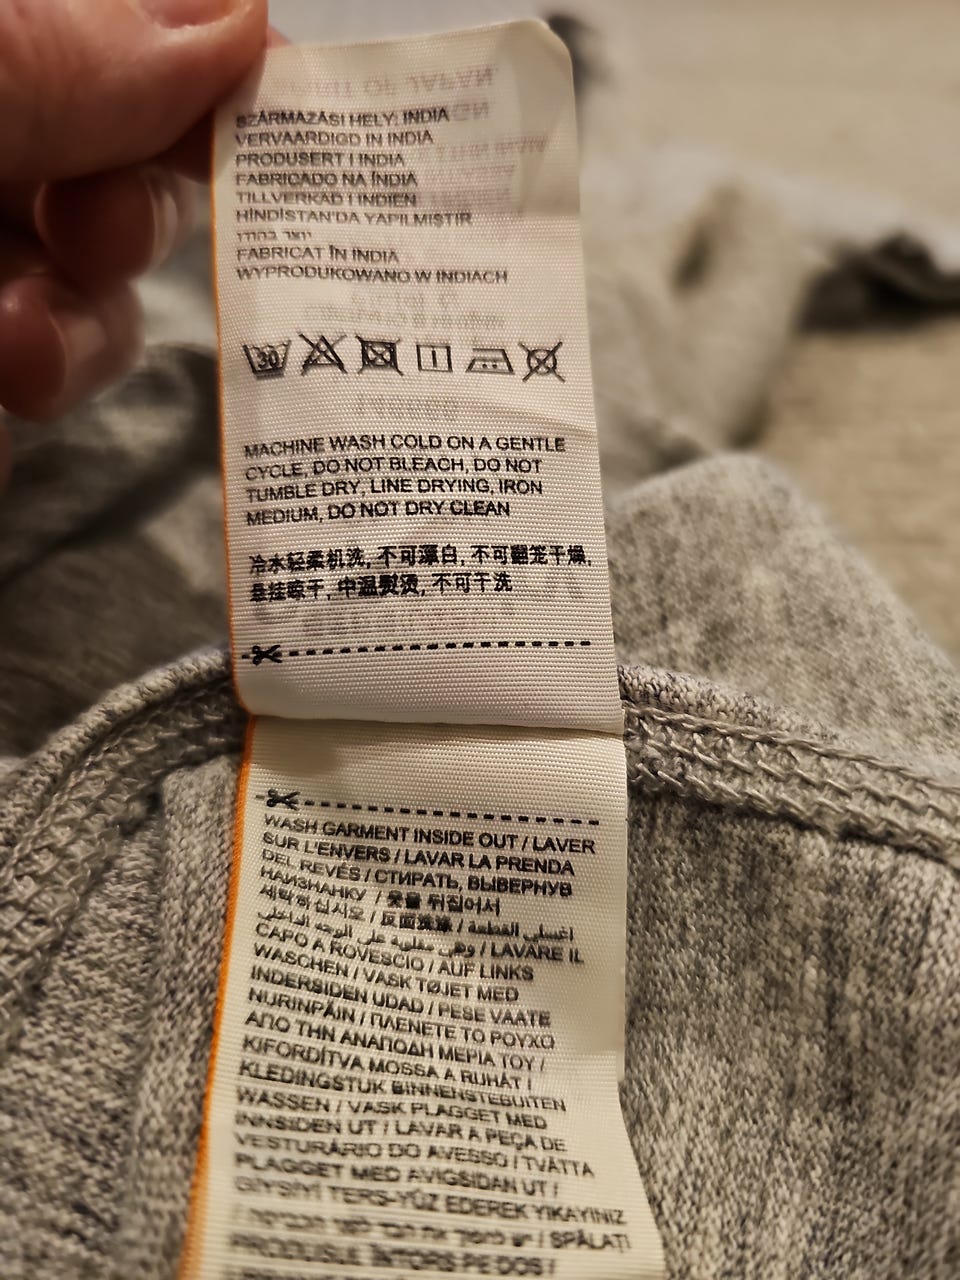 SZÁRMAZÁSI HELY: INDIA
VERVAARDIGD IN INDIA
PRODUSERT I INDIA
FABRICADO NA ÍNDIA
TILLVERKAD I INDIEN
HİNDİSTAN'DA YAPILMIŞTIR
יוצר בהודו
FABRICAT ÎN INDIA
WYPRODUKOWANO W INDIACH
30
MACHINE WASH COLD ON A GENTLE
CYCLE, DO NOT BLEACH, DO NOT
TUMBLE DRY, LINE DRYING, IRON
MEDIUM, DO NOT DRY CLEAN
冷水轻柔机洗, 不可漂白, 不可翻笼干燥,
悬挂晾干, 中温熨烫, 不可干洗
WASH GARMENT INSIDE OUT / LAVER
SUR L'ENVERS / LAVAR LA PRENDA
DEL REVÉS / СТИРАТЬ, ВЫВЕРНУВ
НАИЗНАНКУ / 옷을 뒤집어서
세탁하십시오 / 反面洗涤 / اغسلي القطعة
وهي مقلوبة على الوجه الداخلي / LAVARE IL
CAPO A ROVESCIO / AUF LINKS
WASCHEN / VASK TØJET MED
INDERSIDEN UDAD / PESE VAATE
NURINPÄIN / ΠΛΕΝΕΤΕ ΤΟ ΡΟΥΧΟ
ΑΠΟ ΤΗΝ ΑΝΑΠΟΔΗ ΜΕΡΙΑ ΤΟΥ /
KIFORDÍTVA MOSSA A RUHÁT /
KLEDINGSTUK BINNENSTEBUITEN
WASSEN / VASK PLAGGET MED
INNSIDEN UT / LAVAR A PEÇA DE
VESTUÁRIO DO AVESSO / TVÄTTA
PLAGGET MED AVIGSIDAN UT /
GİYSİYİ TERS-YÜZ EDEREK YIKAYINIZ
/ SPĂLAŢI
PRODUSUL ÎNTORS PE DOS /